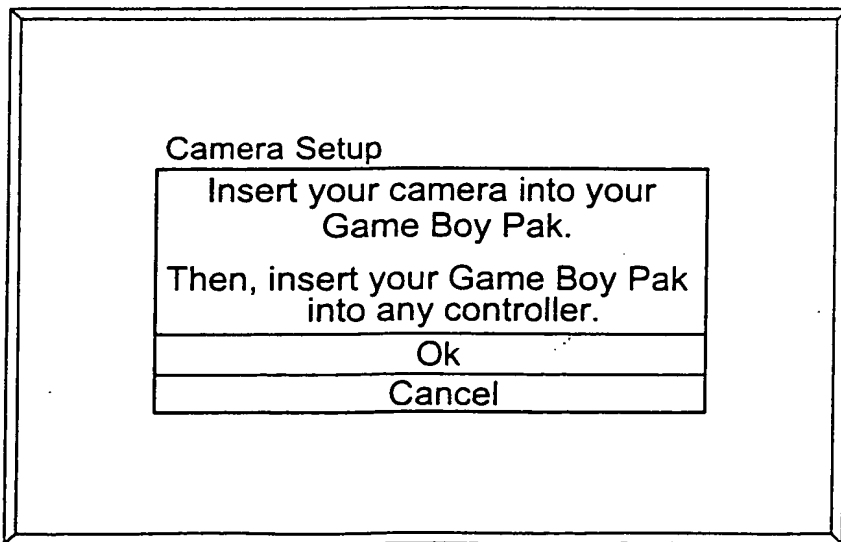 Camera Setup
Insert your camera into your
Game Boy Pak.
Then, insert your Game Boy Pak
into any controller.
Ok
Cancel